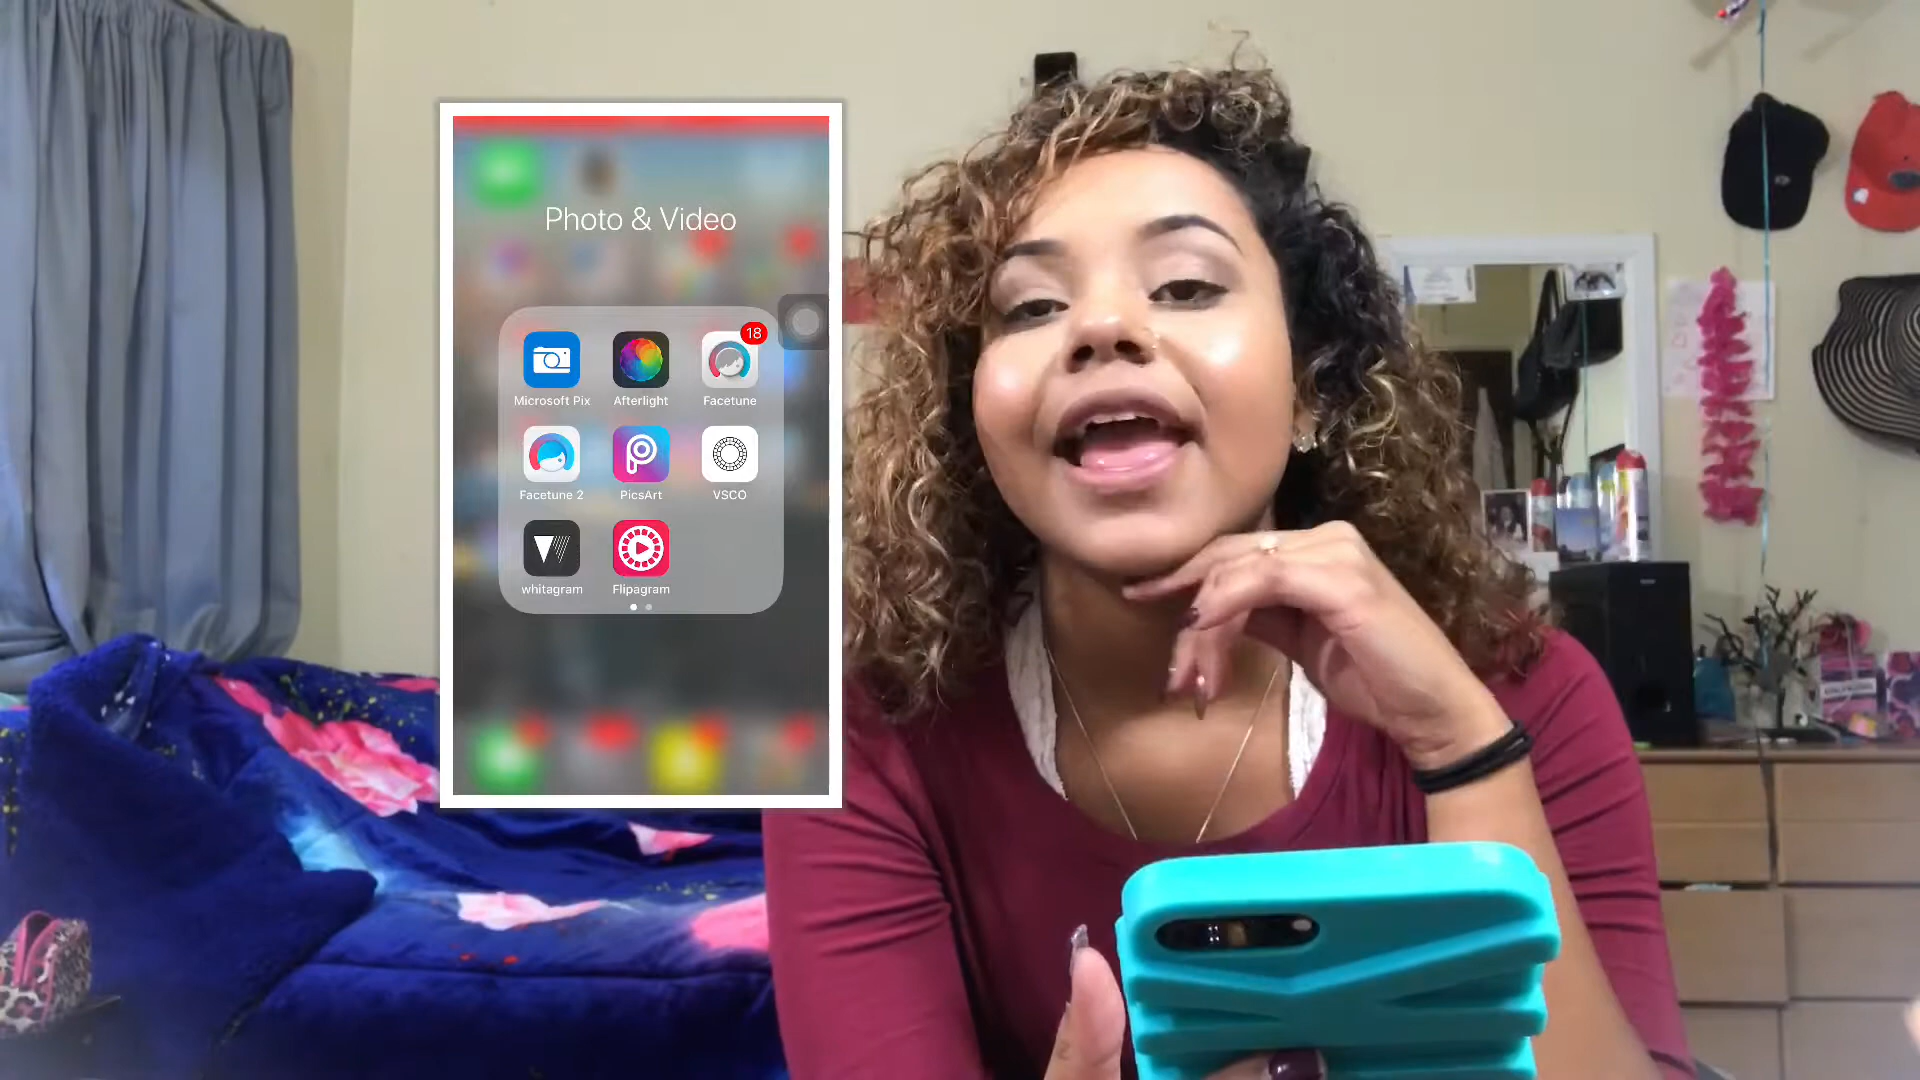 Photo & Video
18
Microsoft Pix
Afterlight
Facetune
Facetune 2
PicsArt
VSCO
whitagram
Flipagram